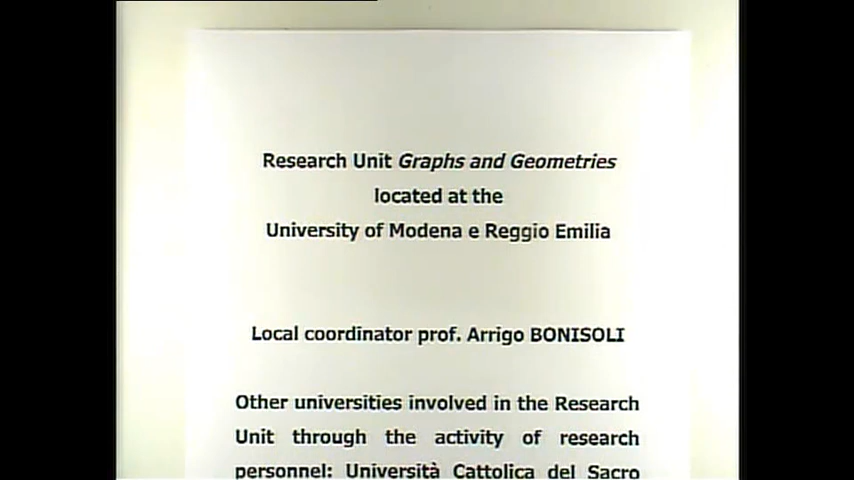 Research Unit Graphs and Geometries
located at the
University of Modena e Reggio Emilia
Local coordinator prof. Arrigo BONISOLI
Other universities involved in the Research
Unit through the activity of research
personnel: Università Cattolica del Sacro